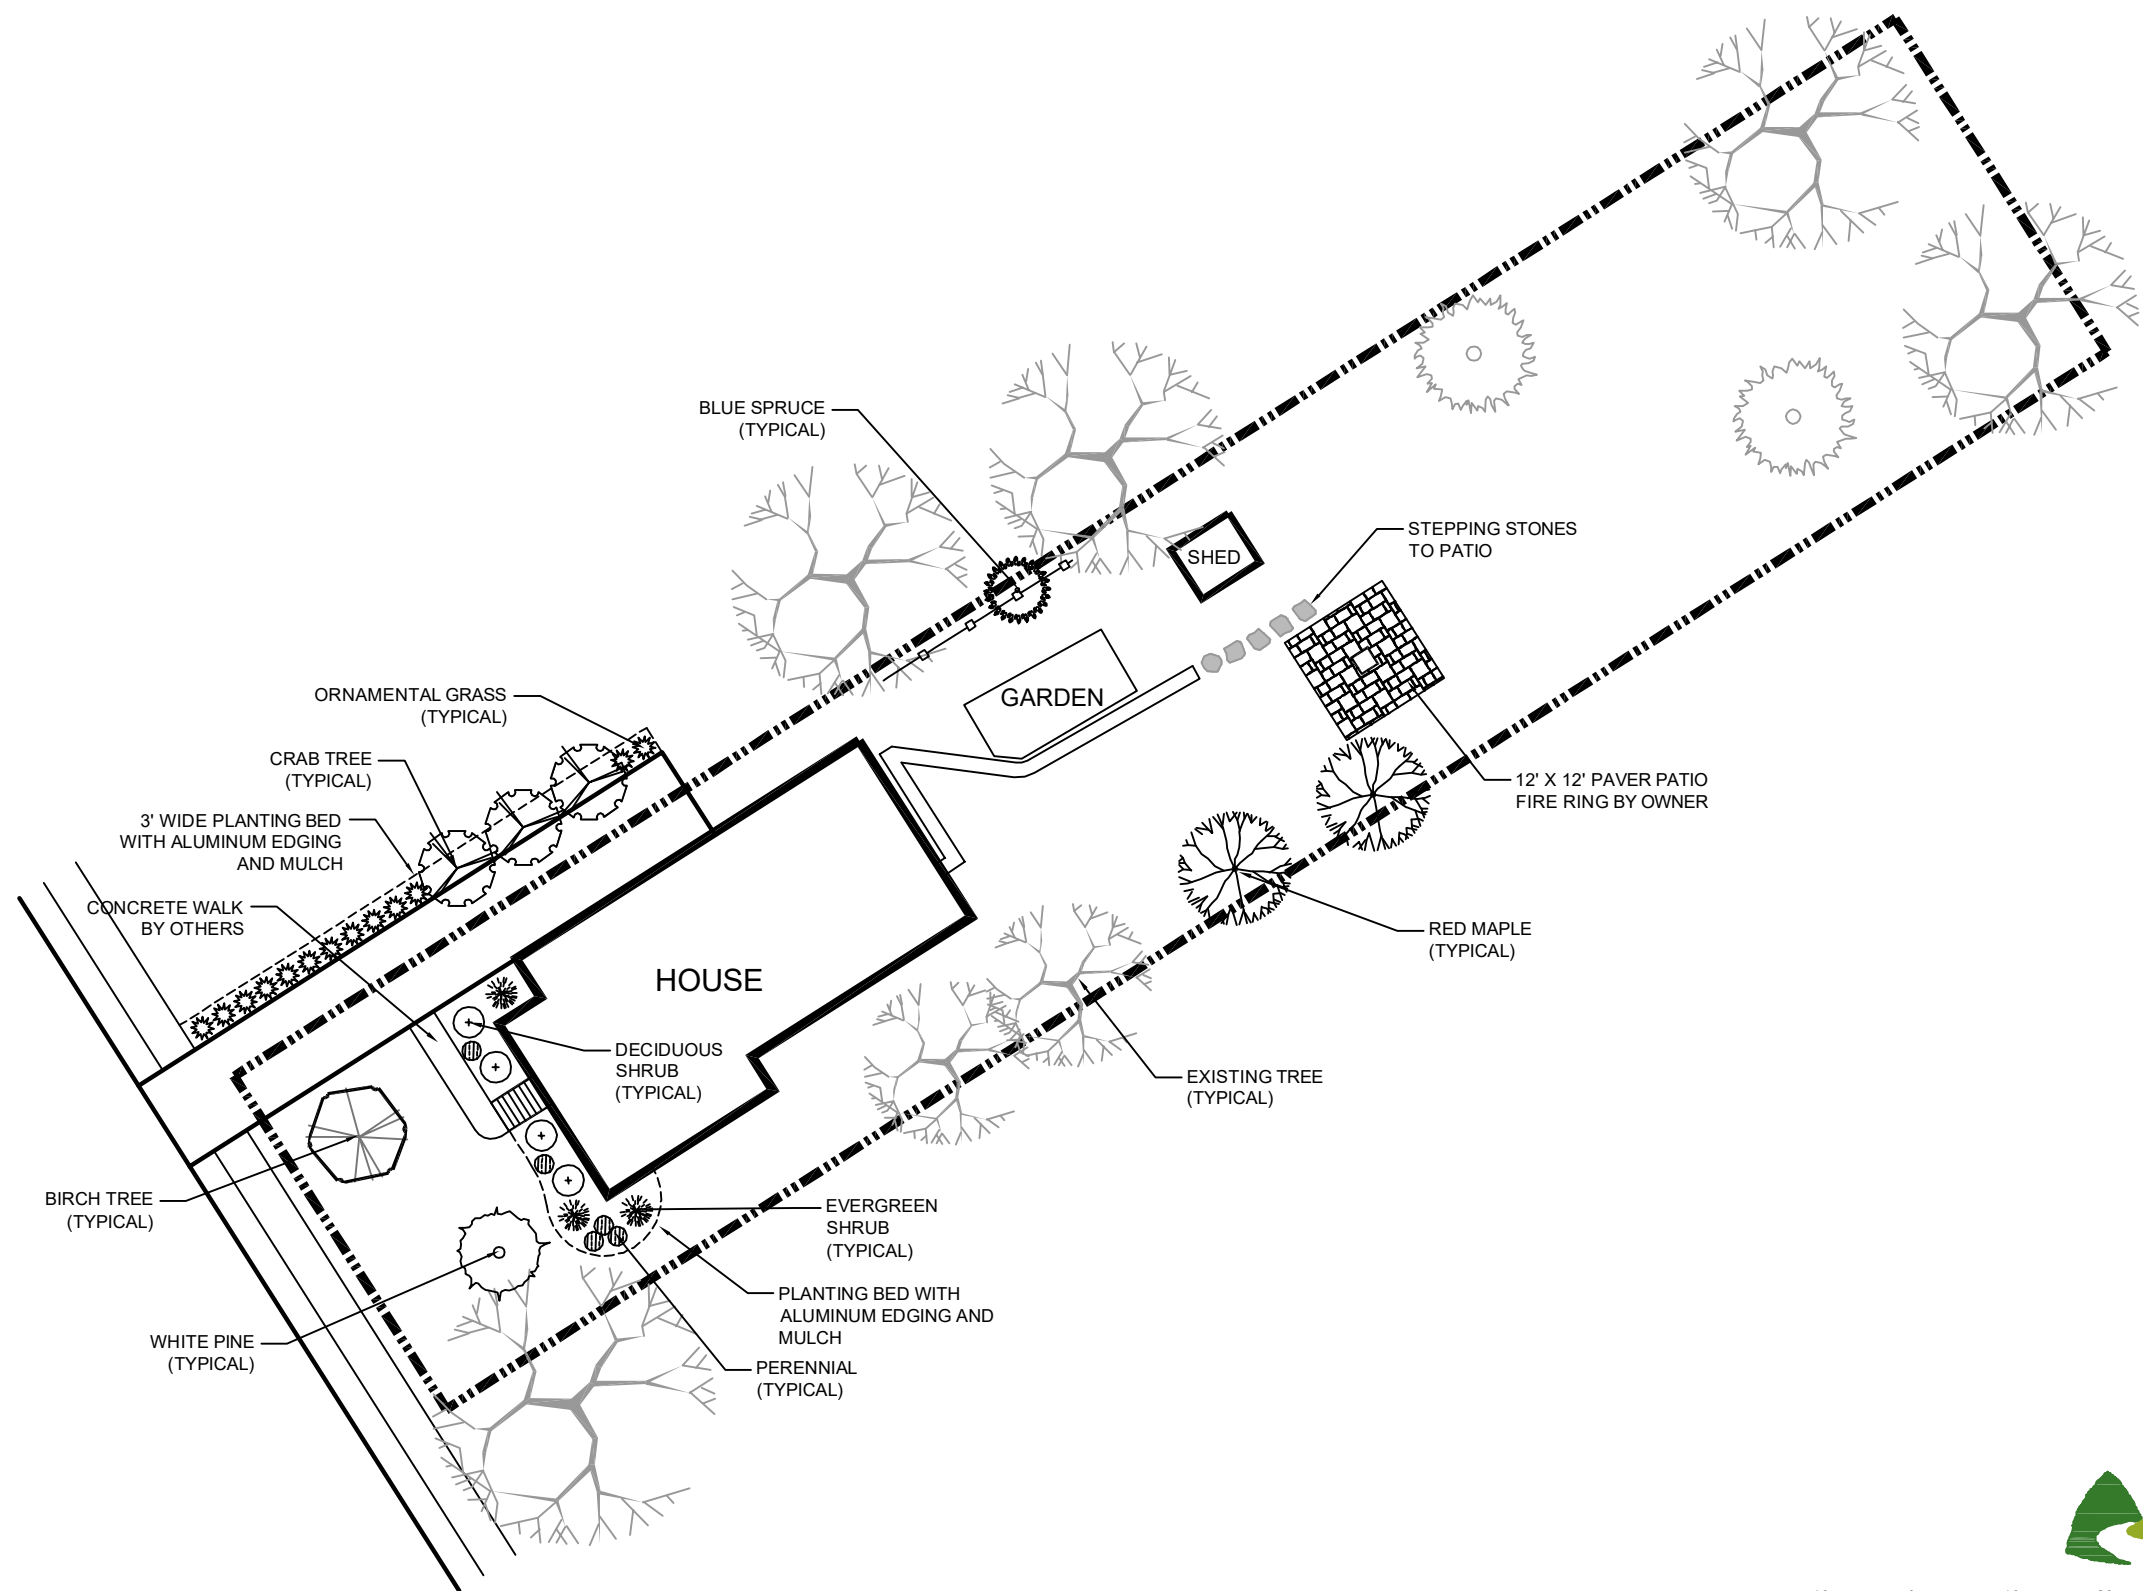 BLUE SPRUCE
(TYPICAL)
STEPPING STONES
TO PATIO
SHED
ORNAMENTAL GRASS
(TYPICAL)
GARDEN
CRAB TREE
(TYPICAL)
12' X 12' PAVER PATIO
FIRE RING BY OWNER
3' WIDE PLANTING BED
WITH ALUMINUM EDGING
AND MULCH
CONCRETE WALK
BY OTHERS
RED MAPLE
(TYPICAL)
HOUSE
DECIDUOUS
SHRUB
(TYPICAL)
EXISTING TREE
(TYPICAL)
BIRCH TREE
(TYPICAL)
EVERGREEN
SHRUB
(TYPICAL)
PLANTING BED WITH
ALUMINUM EDGING AND
MULCH
WHITE PINE
(TYPICAL)
PERENNIAL
(TYPICAL)